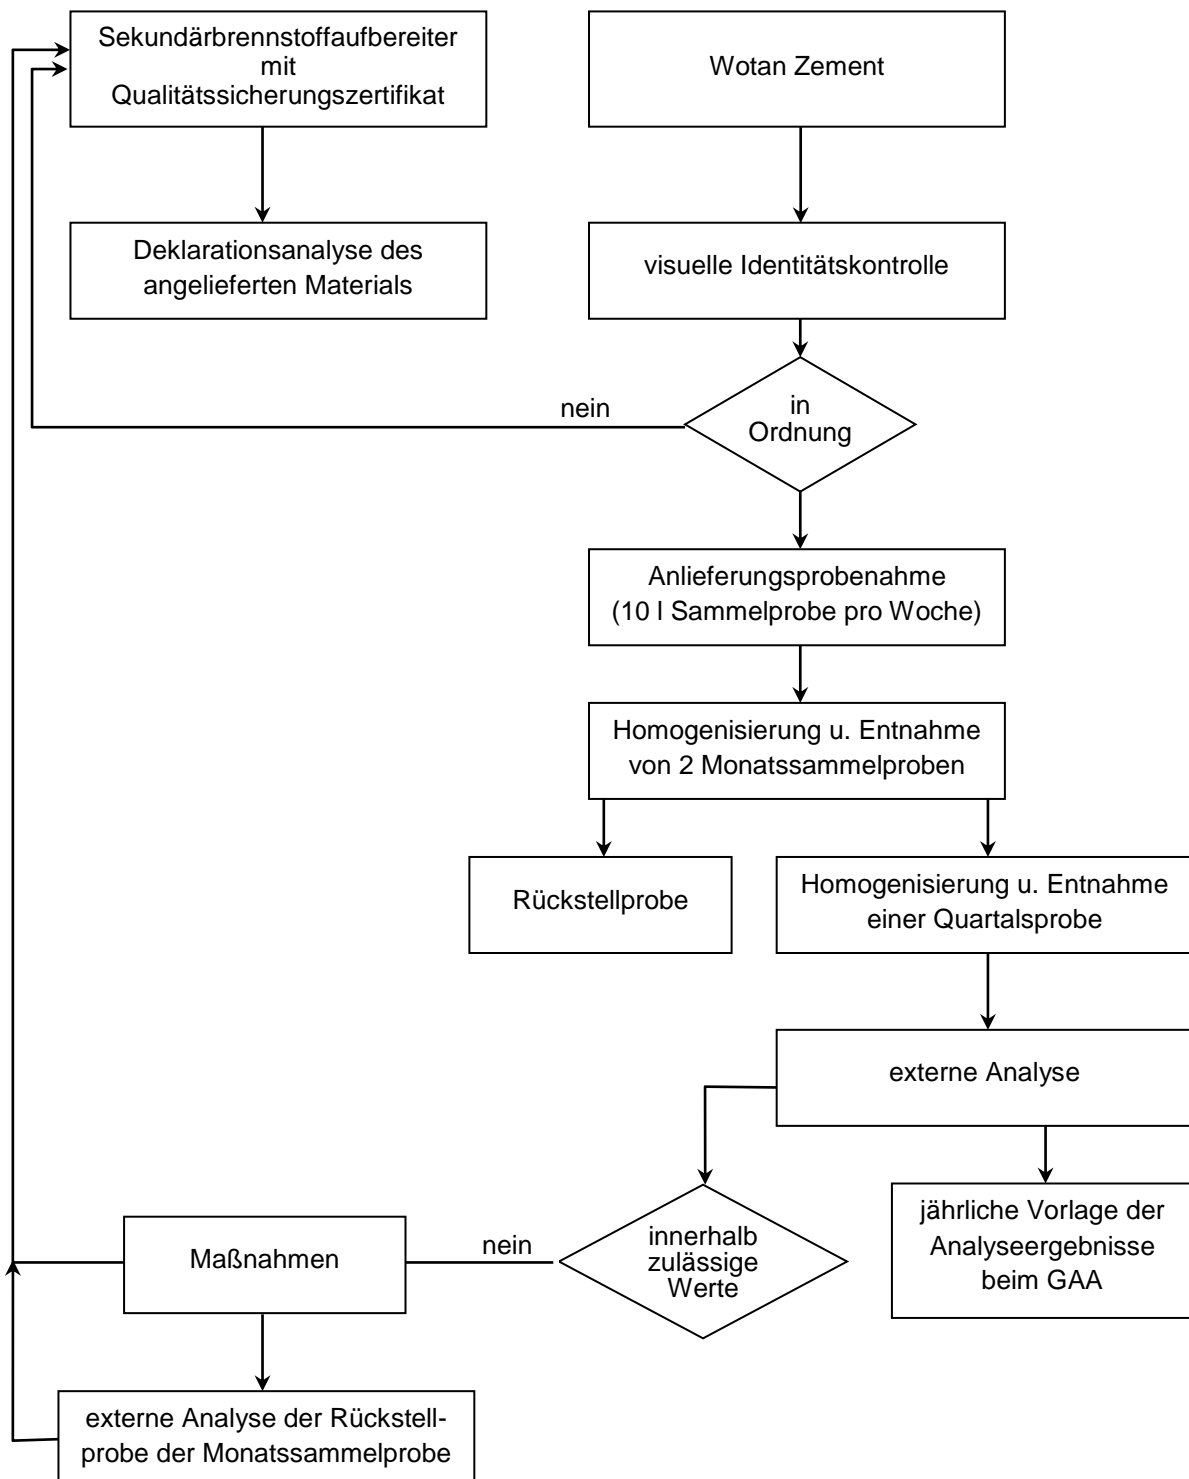 Sekundärbrennstoffaufbereiter
mit
Qualitätssicherungszertifikat
Wotan Zement
Deklarationsanalyse des
angelieferten Materials
visuelle Identitätskontrolle
nein
in
Ordnung
Anlieferungsprobenahme
(10 l Sammelprobe pro Woche)
Homogenisierung u. Entnahme
von 2 Monatssammelproben
Rückstellprobe
Homogenisierung u. Entnahme
einer Quartalsprobe
externe Analyse
Maßnahmen
nein
innerhalb
zulässige
Werte
jährliche Vorlage der
Analyseergebnisse
beim GAA
externe Analyse der Rückstell-
probe der Monatssammelprobe